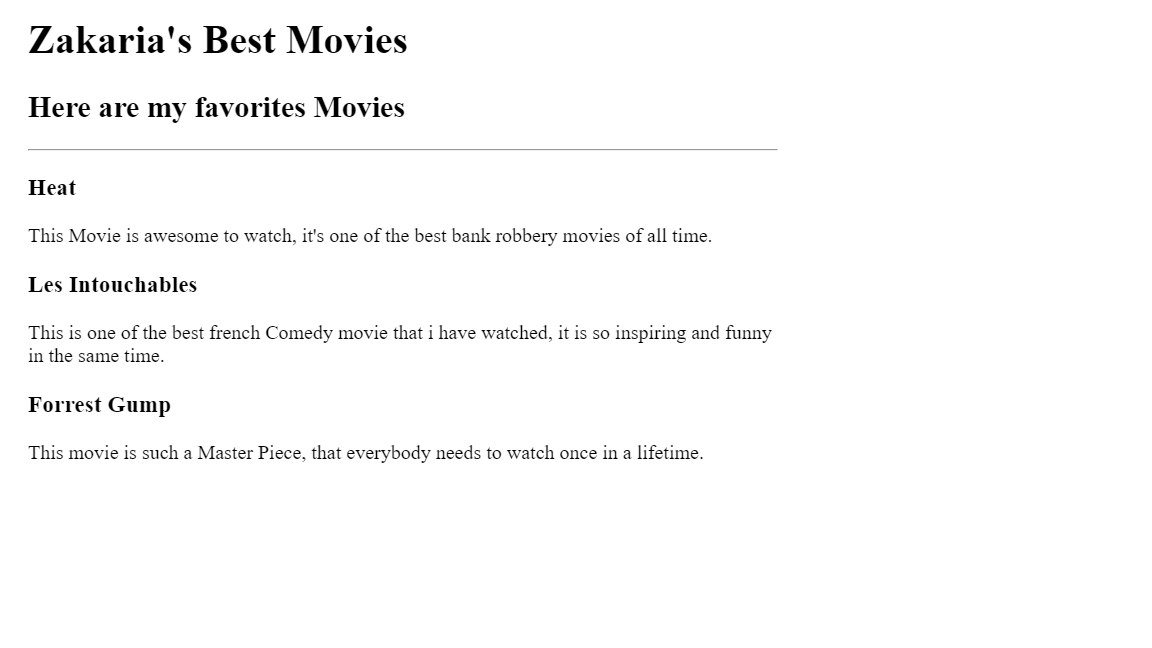 Zakaria's Best Movies
Here are my favorites Movies
Heat
This Movie is awesome to watch, it's one of the best bank robbery movies of all time.
Les Intouchables
This is one of the best french Comedy movie that i have watched, it is so inspiring and funny
in the same time.
Forrest Gump
This movie is such a Master Piece, that everybody needs to watch once in a lifetime.